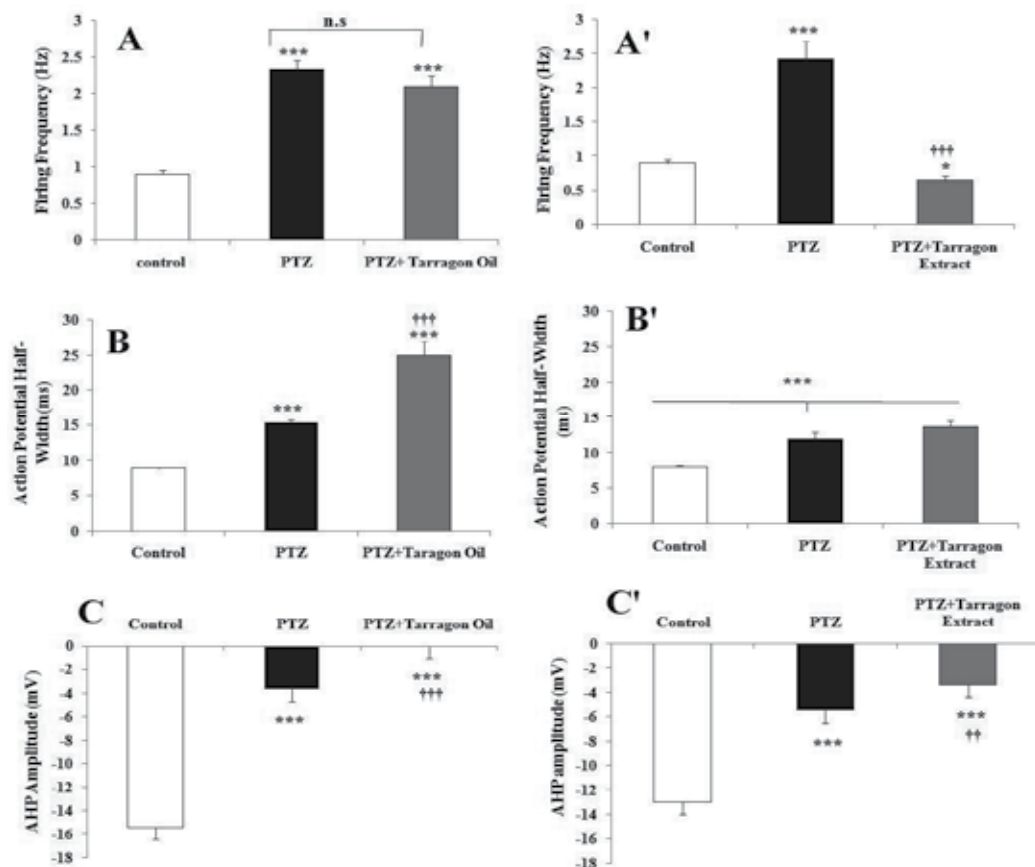 A
n.s
Firing Frequency (Hz)
3
2.5
2
1.5
1
0.5
0
***
***
control
PTZ
PTZ+ Tarragon Oil
A'
Firing Frequency (Hz)
3
2.5
2
1.5
1
0.5
0
***
†††
*
Control
PTZ
PTZ+Tarragon
Extract
B
Action Potential Half-
Width (ms)
30
25
20
15
10
5
0
***
†††
***
Control
PTZ
PTZ+Taragon Oil
B'
Action Potential Half-Width
30
25
20
15
10
5
0
***
Control
PTZ
PTZ+Tarragon
Extract
C
Control
PTZ
PTZ+Tarragon Oil
AHP Amplitude (mV)
0
-2
-4
-6
-8
-10
-12
-14
-16
-18
***
***
†††
C'
Control
PTZ
PTZ+Tarragon
Extract
AHP amplitude (mV)
0
-2
-4
-6
-8
-10
-12
-14
-16
-18
***
***
††